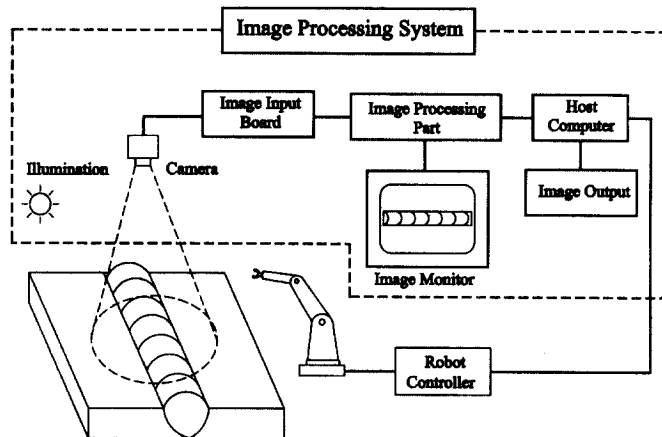 Image Processing System
Image Input
Board
Image Processing
Part
Host
Computer
Illumination
Camera
Image Output
Image Monitor
Robot
Controller